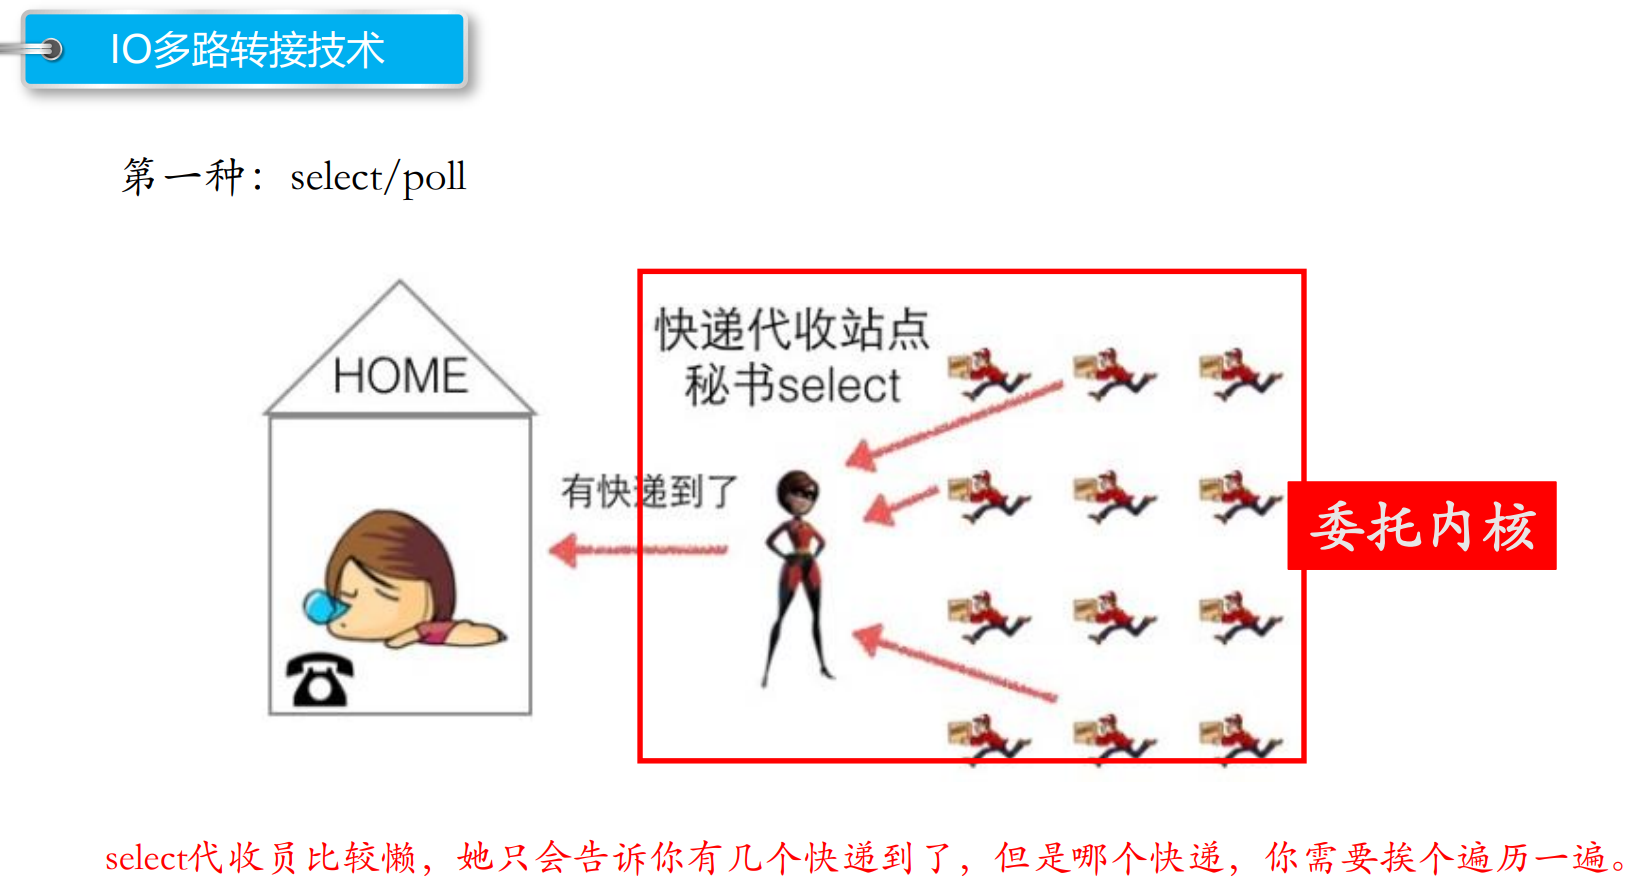 IO多路转接技术
第一种：select/poll
快递代收站点
秘书select
HOME
有快递到了
委托内核
select代收员比较懒，她只会告诉你有几个快递到了，但是哪个快递，你需要挨个遍历一遍。